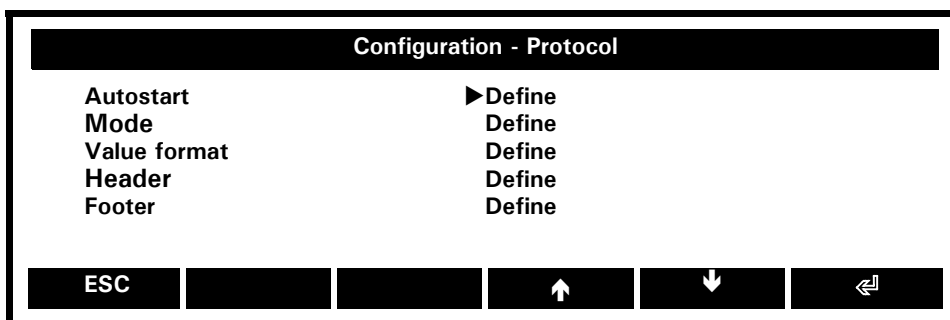 Configuration - Protocol
Autostart ▶Define
Mode Define
Value format Define
Header Define
Footer Define
ESC